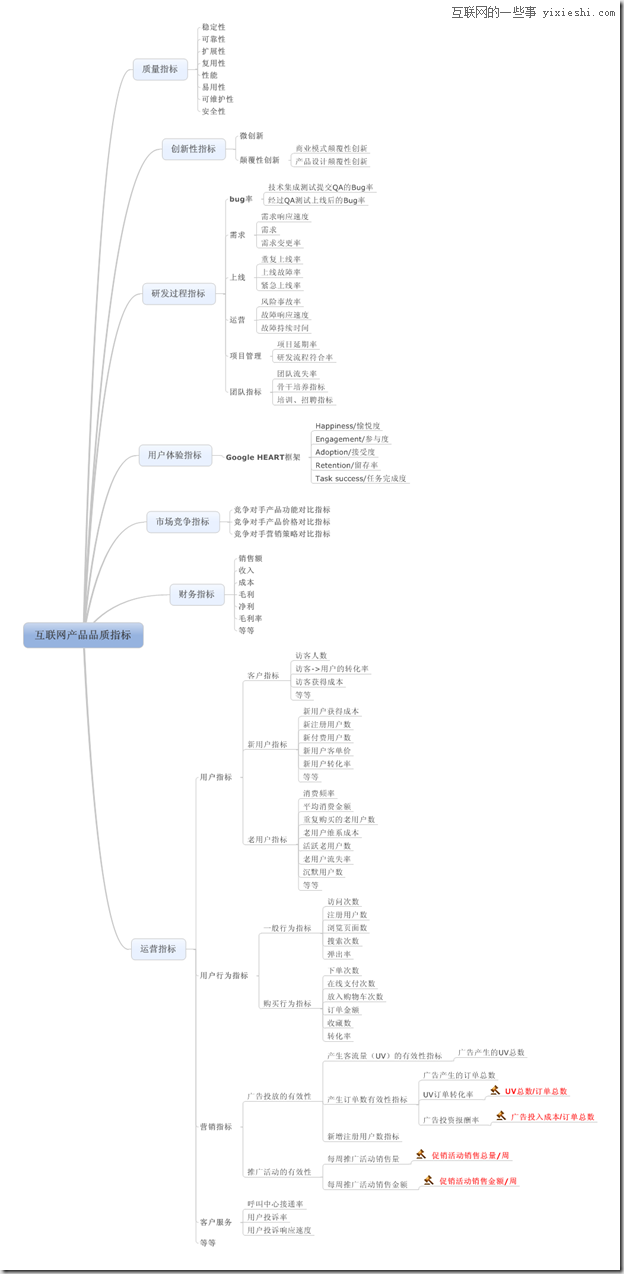 互联网的一些事 yixieshi.com
互联网产品品质指标
质量指标
稳定性
可靠性
扩展性
复用性
性能
易用性
可维护性
安全性
创新性指标
微创新
颠覆性创新
商业模式颠覆性创新
产品设计颠覆性创新
研发过程指标
bug率
技术集成测试提交QA的Bug率
经过QA测试上线后的Bug率
需求
需求响应速度
需求
需求变更率
上线
重复上线率
上线故障率
紧急上线率
运营
风险事故率
故障响应速度
故障持续时间
项目管理
项目延期率
研发流程符合率
团队指标
团队流失率
骨干培养指标
培训、招聘指标
用户体验指标
Google HEART框架
Happiness/愉悦度
Engagement/参与度
Adoption/接受度
Retention/留存率
Task success/任务完成度
市场竞争指标
竞争对手产品功能对比指标
竞争对手产品价格对比指标
竞争对手营销策略对比指标
财务指标
销售额
收入
成本
毛利
净利
毛利率
等等
运营指标
用户指标
客户指标
访客人数
访客->用户的转化率
访客获得成本
等等
新用户指标
新用户获得成本
新注册用户数
新付费用户数
新用户客单价
新用户转化率
等等
老用户指标
消费频率
平均消费金额
重复购买的老用户数
老用户维系成本
活跃老用户数
老用户流失率
沉默用户数
等等
用户行为指标
一般行为指标
访问次数
注册用户数
浏览页面数
搜索次数
弹出率
购买行为指标
下单次数
在线支付次数
放入购物车次数
订单金额
收藏数
转化率
营销指标
广告投放的有效性
产生客流量（UV）的有效性指标
广告产生的UV总数
产生订单数有效性指标
广告产生的订单总数
UV订单转化率
UV总数/订单总数
广告投资报酬率
广告投入成本/订单总数
新增注册用户数指标
推广活动的有效性
每周推广活动销售量
促销活动销售总量/周
每周推广活动销售金额
促销活动销售金额/周
客户服务
呼叫中心接通率
用户投诉率
用户投诉响应速度
等等